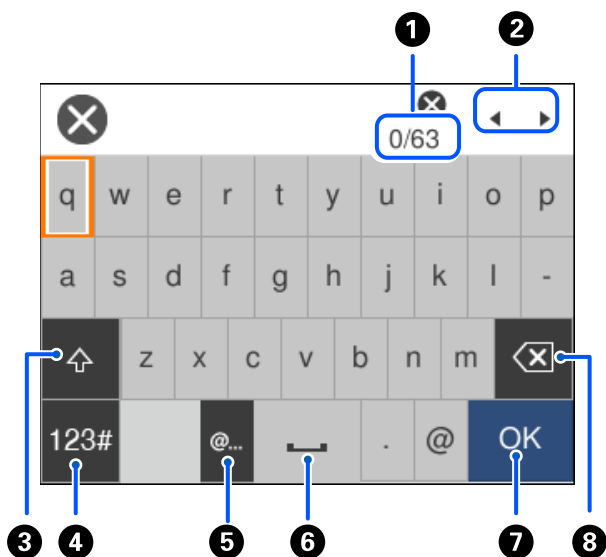 1 2
0/63
q w e r t y u i o p
a s d f g h j k l -
z x c v b n m
123# @... . @ OK
3 4 5 6 7 8